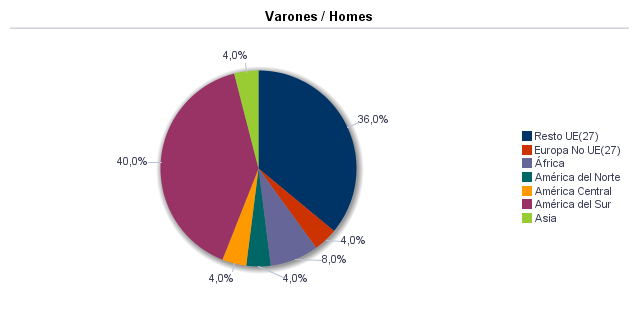 Varones / Homes
4,0%
36,0%
40,0%
4,0%
8,0%
4,0%
4,0%
Resto UE(27)
Europa No UE(27)
África
América del Norte
América Central
América del Sur
Asia